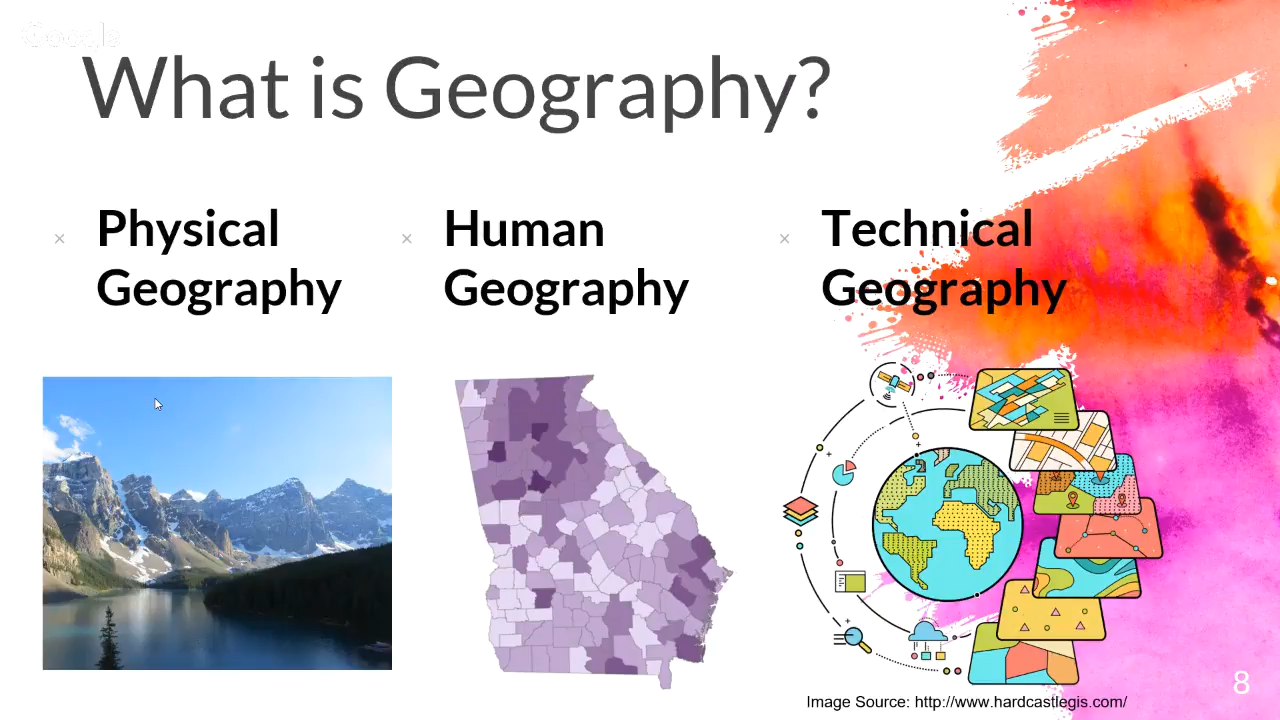 What is Geography?
× Physical Geography
× Human Geography
× Technical Geography
Image Source: http://www.hardcastlegis.com/
8